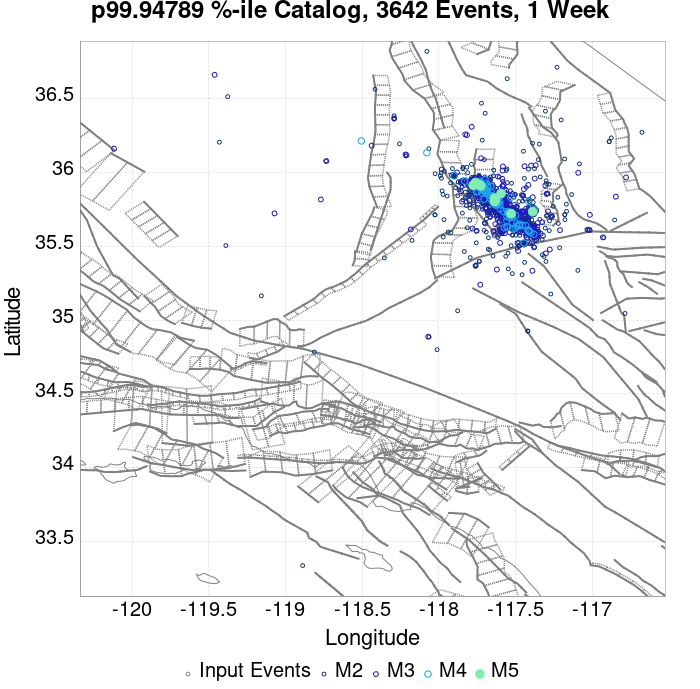 p99.94789 %-ile Catalog, 3642 Events, 1 Week
36.5
36
35.5
35
34.5
34
33.5
Latitude
-120 -119.5 -119 -118.5 -118 -117.5 -117
Longitude
Input Events M2 M3 M4 M5